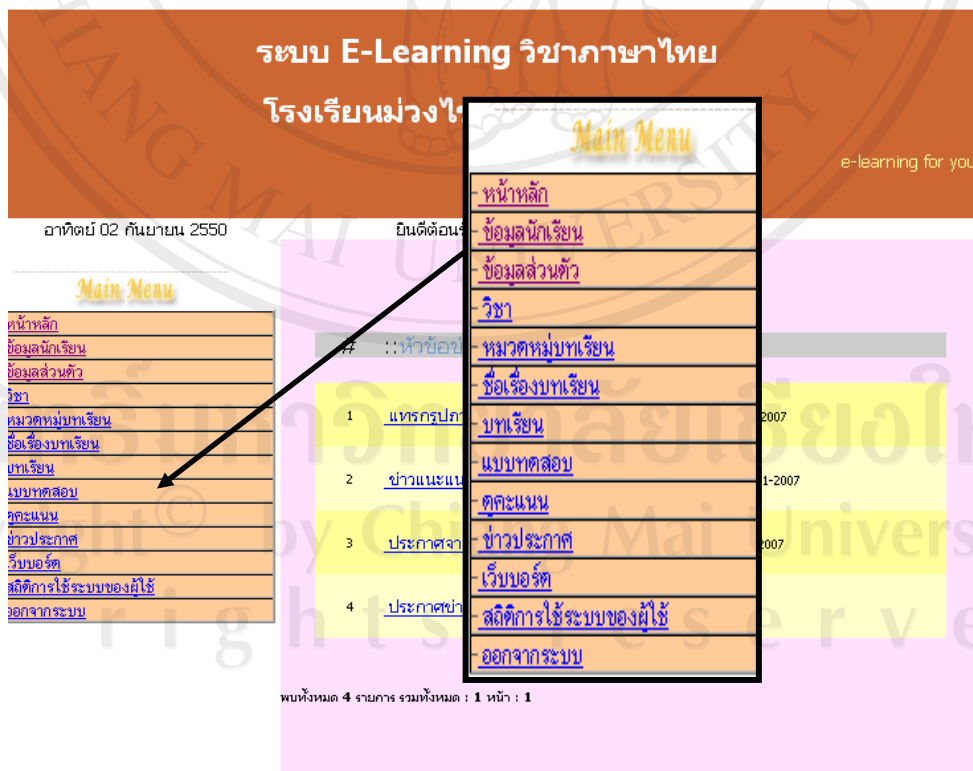 ระบบ E-Learning วิชาภาษาไทย
โรงเรียนม่วงไ
e-learning for you
อาทิตย์ 02 กันยายน 2550
ยินดีต้อน
Main Menu
หน้าหลัก
ข้อมูลนักเรียน
ข้อมูลส่วนตัว
วิชา
หมวดหมู่บทเรียน
ชื่อเรื่องบทเรียน
บทเรียน
แบบทดสอบ
ดูคะแนน
ข่าวประกาศ
เว็บบอร์ด
สถิติการใช้ระบบของผู้ใช้
ออกจากระบบ
Main Menu
- หน้าหลัก
- ข้อมูลนักเรียน
- ข้อมูลส่วนตัว
- วิชา
- หมวดหมู่บทเรียน
- ชื่อเรื่องบทเรียน
- บทเรียน
- แบบทดสอบ
- ดูคะแนน
- ข่าวประกาศ
- เว็บบอร์ด
- สถิติการใช้ระบบของผู้ใช้
- ออกจากระบบ
# ::หัวข้อข
1 แทรกรูปภา 2007
2 ข่าวแนะแน 1-2007
3 ประกาศจา 2007
4 ประกาศข่า
พบทั้งหมด 4 รายการ รวมทั้งหมด : 1 หน้า : 1